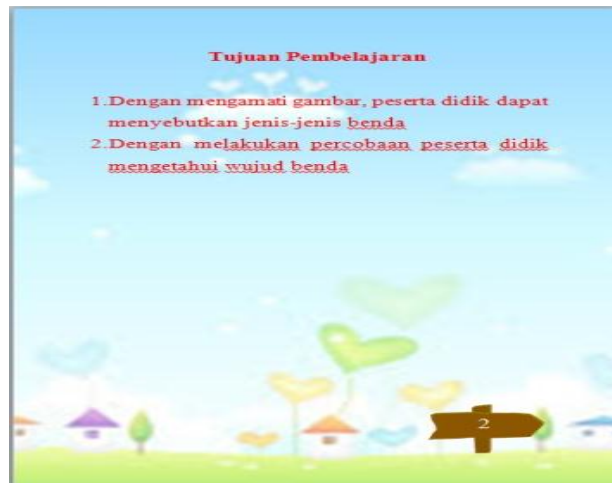 Tujuan Pembelajaran
1.Dengan mengamati gambar, peserta didik dapat
menyebutkan jenis-jenis benda
2.Dengan melakukan percobaan peserta didik
mengetahui wujud benda
2